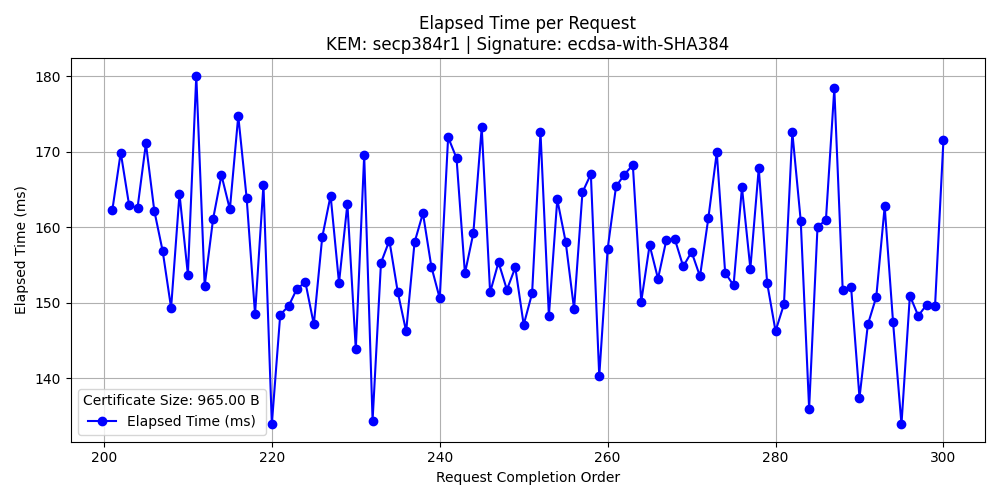 Elapsed Time per Request
KEM: secp384r1 | Signature: ecdsa-with-SHA384
Elapsed Time (ms)
180
170
160
150
140
Certificate Size: 965.00 B
Elapsed Time (ms)
200
220
240
260
280
300
Request Completion Order